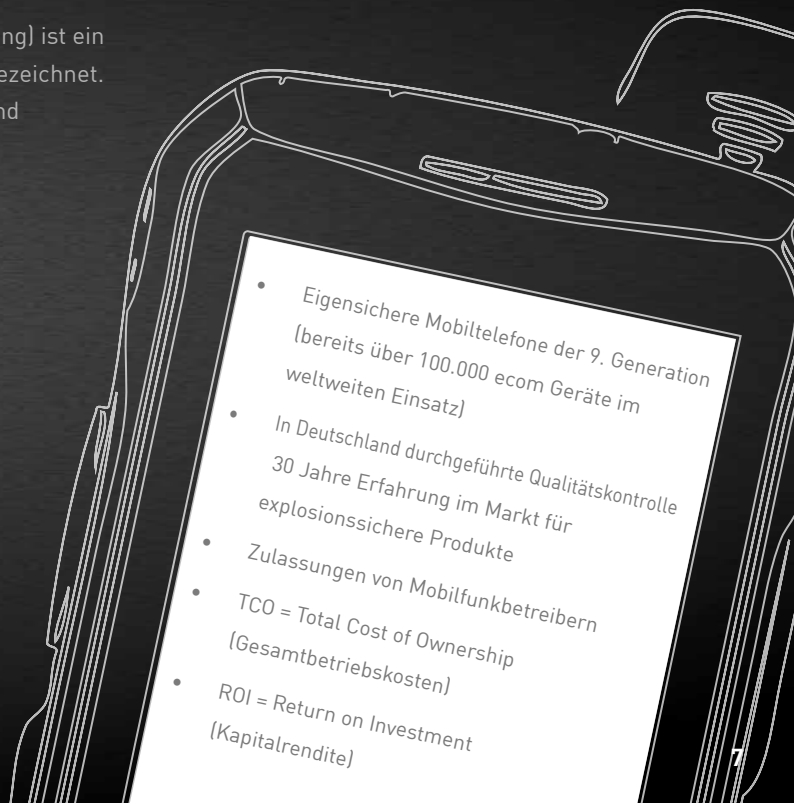 ng) ist ein
ezeichnet.
nd
• Eigensichere Mobiltelefone der 9. Generation
(bereits über 100.000 ecom Geräte im
weltweiten Einsatz)
• In Deutschland durchgeführte Qualitätskontrolle
30 Jahre Erfahrung im Markt für
explosionssichere Produkte
• Zulassungen von Mobilfunkbetreibern
• TCO = Total Cost of Ownership
(Gesamtbetriebskosten)
• ROI = Return on Investment
(Kapitalrendite)
7